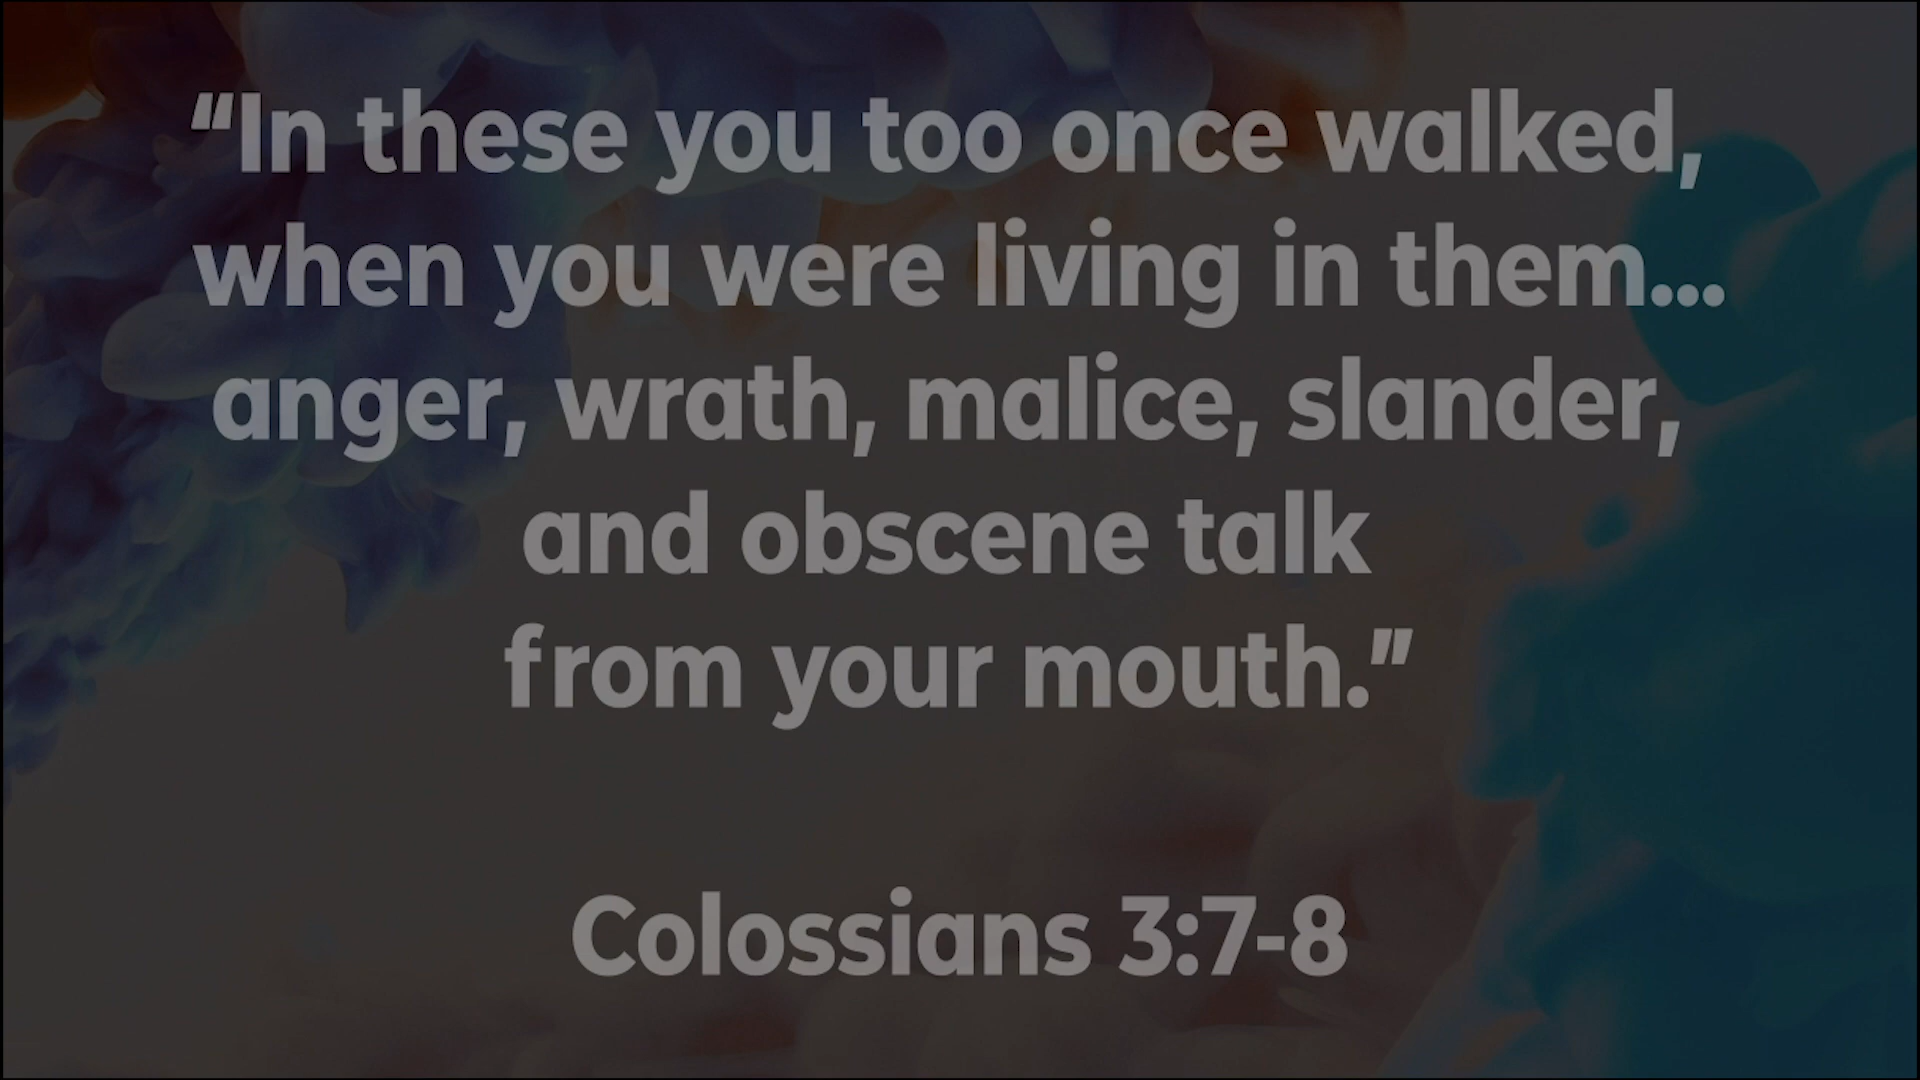 “In these you too once walked,
when you were living in them...
anger, wrath, malice, slander,
and obscene talk
from your mouth.”
Colossians 3:7-8